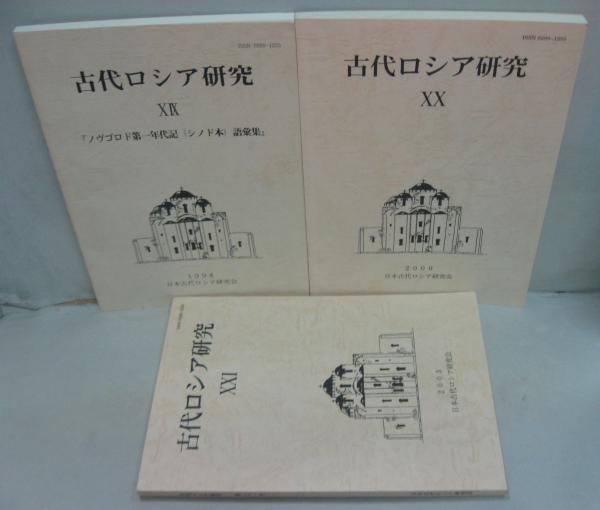 古代ロシア研究
XIX
『ノヴゴロド第一年代記（シノド本）語彙集』
1994
日本古代ロシア研究会
古代ロシア研究
XX
2000
日本古代ロシア研究会
古代ロシア研究
XXI
2003
日本古代ロシア研究会